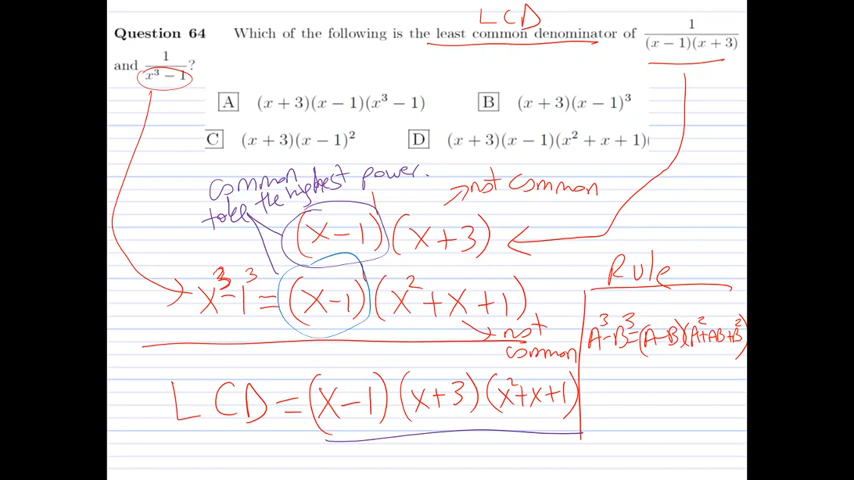 LCD
Question 64 Which of the following is the least common denominator of 1/((x − 1)(x + 3))
and 1/(x³ − 1)?
A (x + 3)(x − 1)(x³ − 1) B (x + 3)(x − 1)³
C (x + 3)(x − 1)² D (x + 3)(x − 1)(x² + x + 1)(
Common
take the highest power.
→ not common
(x−1)(x+3)
Rule
x³−1³ = (x−1)(x²+x+1)
→ not
common
A³−B³=(A−B)(A²+AB+B²)
LCD = (x−1)(x+3)(x²+x+1)